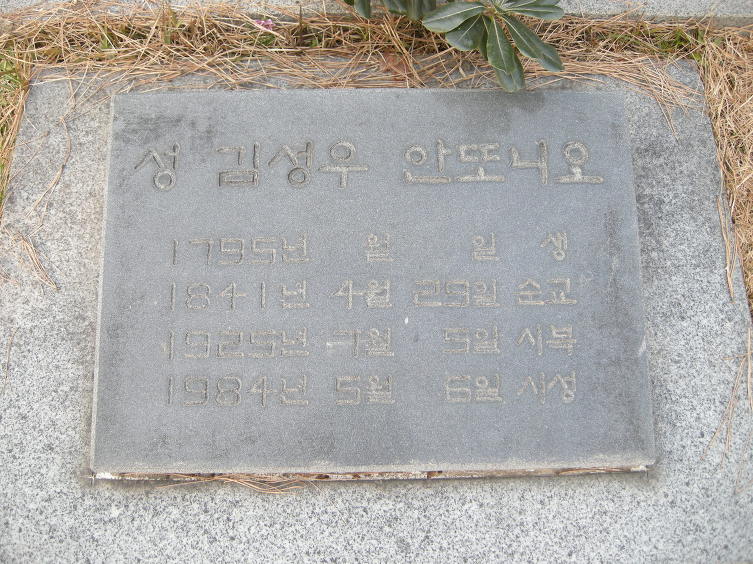 성 김성우 안또니오
1795년 월 일 생
1841년 4월 29일 순교
1925년 7월 5일 시복
1984년 5월 6일 시성